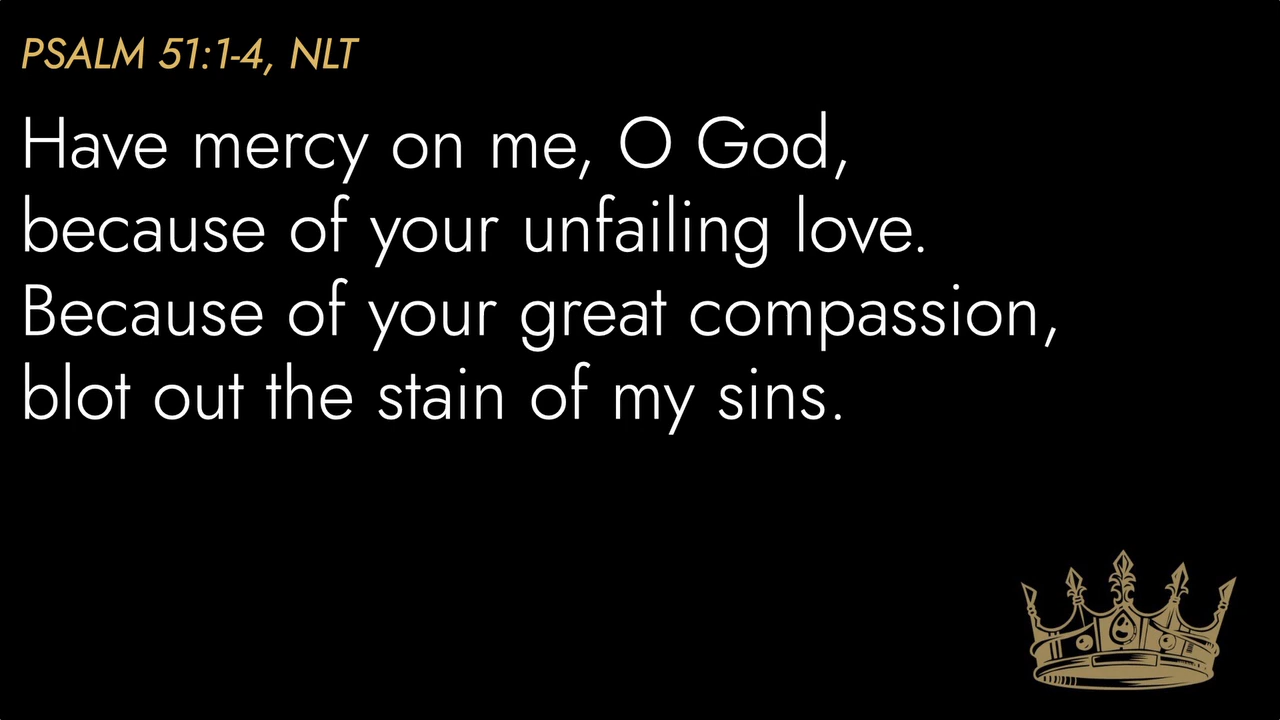 PSALM 51:1-4, NLT
Have mercy on me, O God,
because of your unfailing love.
Because of your great compassion,
blot out the stain of my sins.